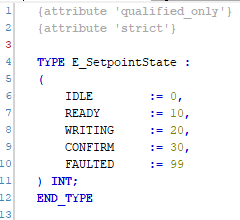 1 {attribute 'qualified_only'}
2 {attribute 'strict'}
3
4 TYPE E_SetpointState :
5 (
6 IDLE := 0,
7 READY := 10,
8 WRITING := 20,
9 CONFIRM := 30,
10 FAULTED := 99
11 ) INT;
12 END_TYPE
13